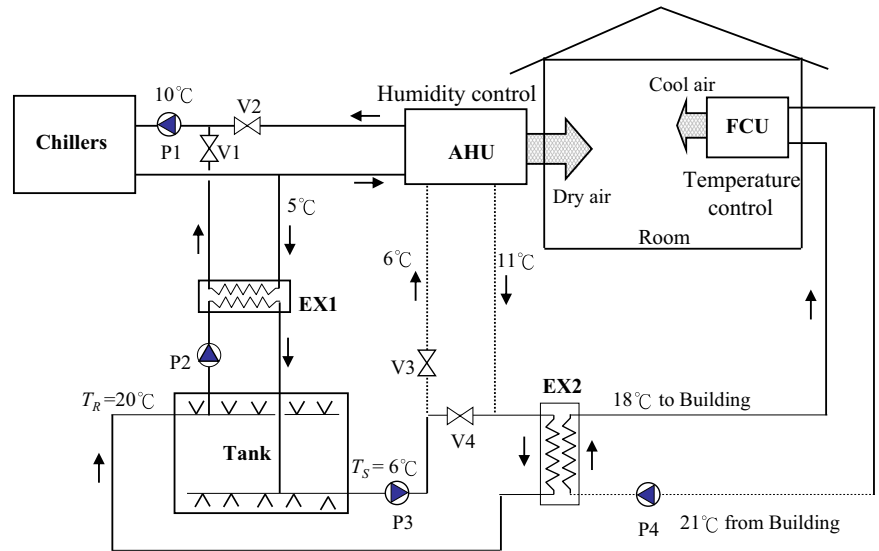 Cool air
10℃
V2
Humidity control
FCU
Chillers
P1
V1
AHU
Dry air
Temperature
control
Room
5℃
6℃
11℃
EX1
P2
V3
EX2
T_R=20℃
18℃ to Building
V4
Tank
T_S= 6℃
P3
P4
21℃ from Building